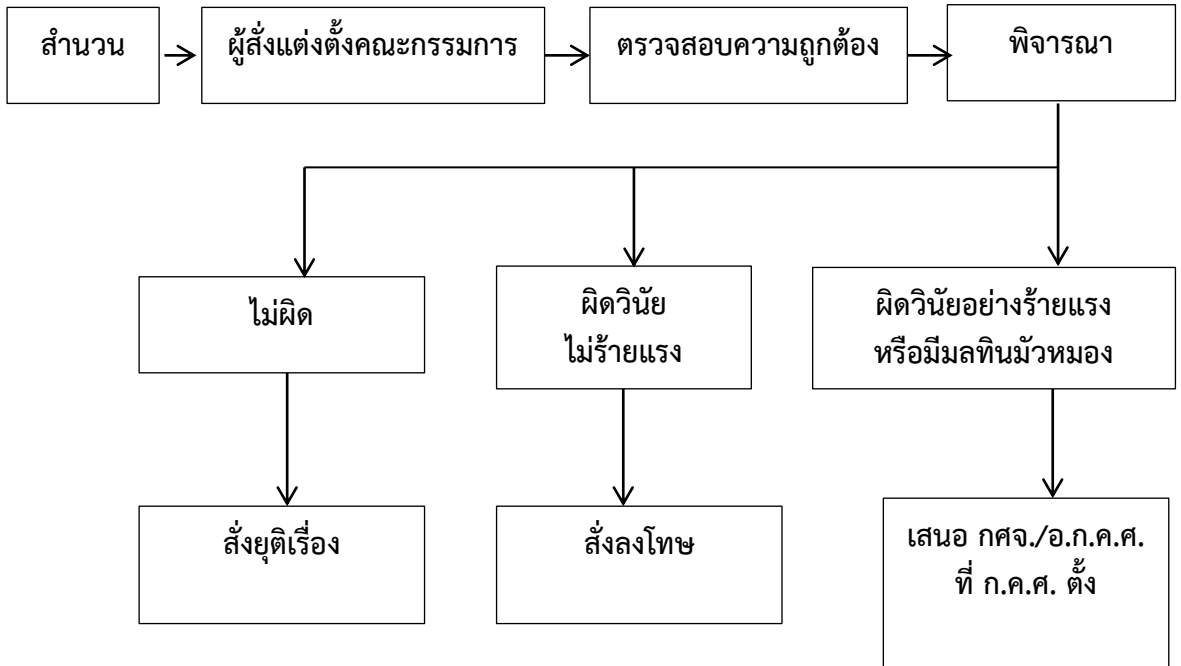 สำนวน
ผู้สั่งแต่งตั้งคณะกรรมการ
ตรวจสอบความถูกต้อง
พิจารณา
ไม่ผิด
ผิดวินัย
ไม่ร้ายแรง
ผิดวินัยอย่างร้ายแรง
หรือมีมลทินมัวหมอง
สั่งยุติเรื่อง
สั่งลงโทษ
เสนอ กศจ./อ.ก.ค.ศ.
ที่ ก.ค.ศ. ตั้ง